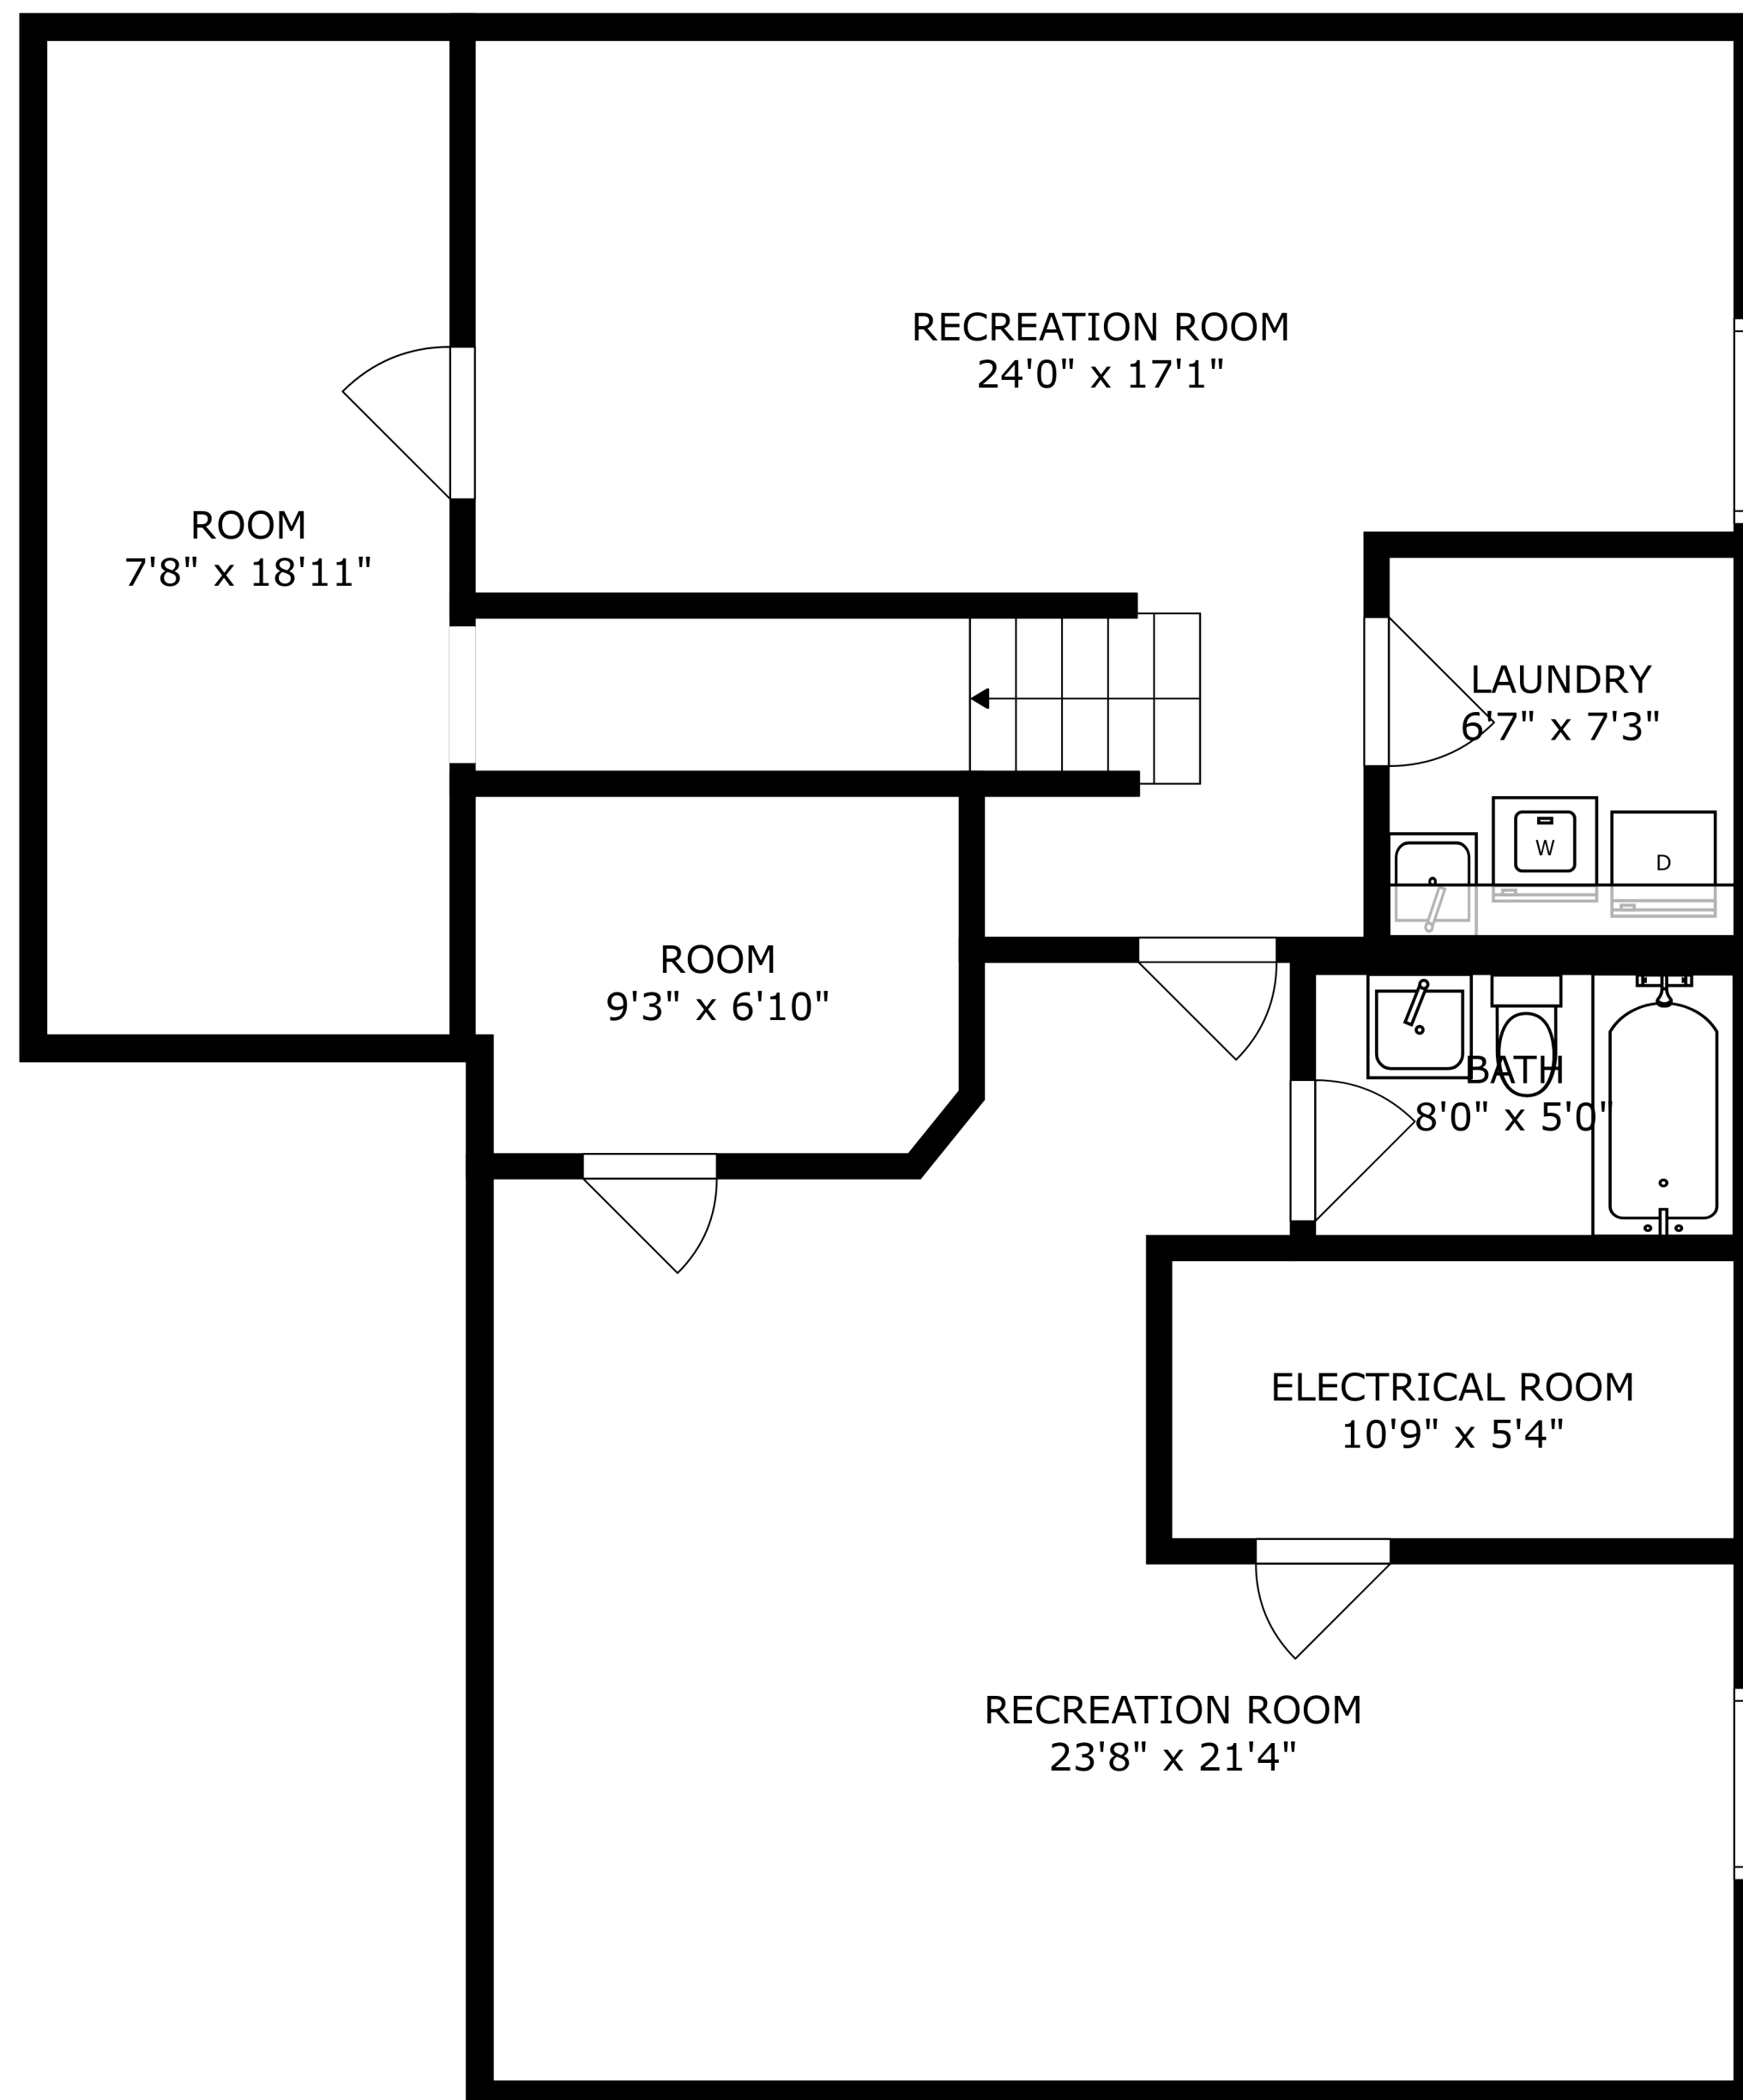 RECREATION ROOM
24'0" x 17'1"
ROOM
7'8" x 18'11"
LAUNDRY
6'7" x 7'3"
W
D
ROOM
9'3" x 6'10"
BATH
8'0" x 5'0"
ELECTRICAL ROOM
10'9" x 5'4"
RECREATION ROOM
23'8" x 21'4"